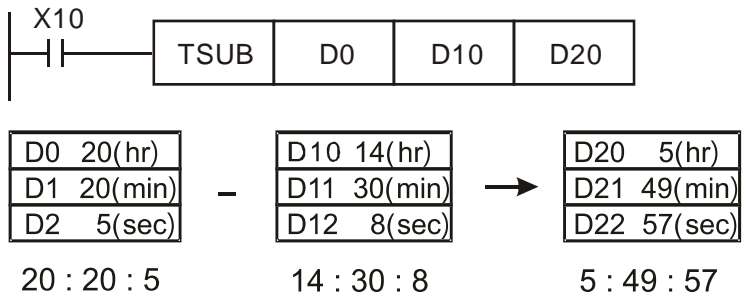 X10
TSUB D0 D10 D20
D0 20(hr) D10 14(hr) D20 5(hr)
D1 20(min) – D11 30(min) → D21 49(min)
D2 5(sec) D12 8(sec) D22 57(sec)
20 : 20 : 5 14 : 30 : 8 5 : 49 : 57